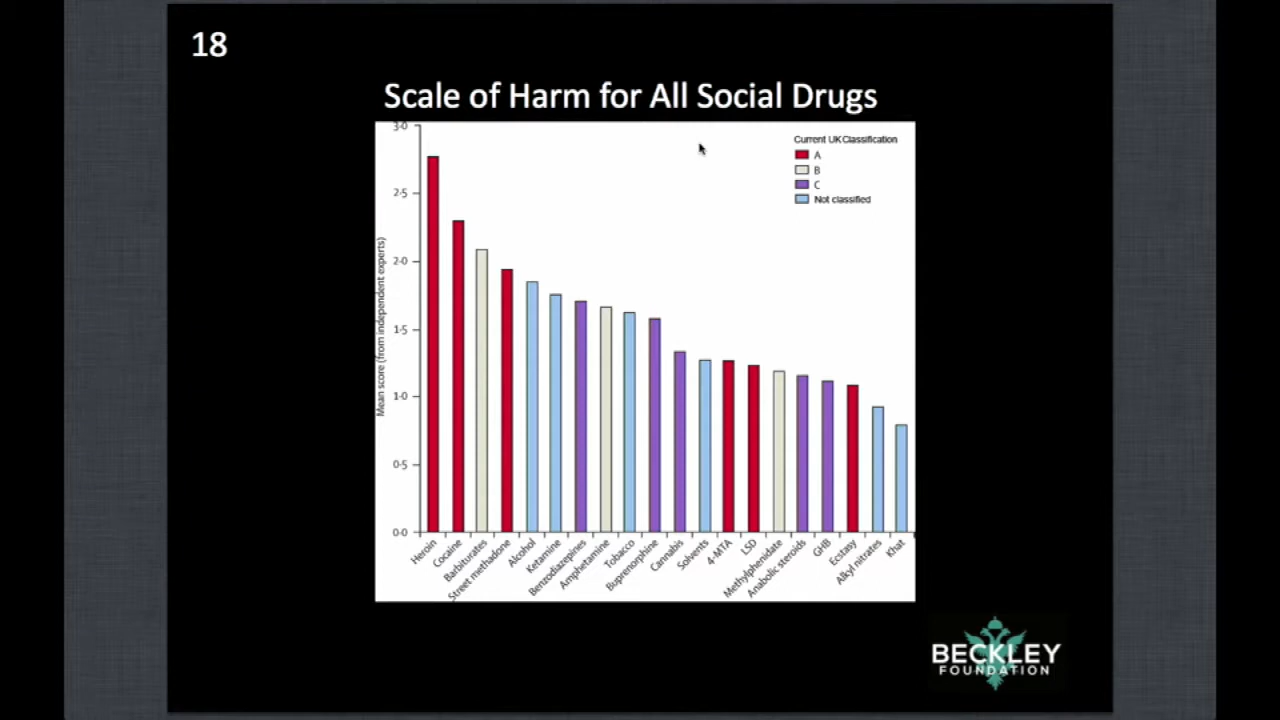 18
Scale of Harm for All Social Drugs
Current UK Classification
A
B
C
Not classified
Mean score (from independent experts)
3·0
2·5
2·0
1·5
1·0
0·5
0·0
Heroin
Cocaine
Barbiturates
Street methadone
Alcohol
Ketamine
Benzodiazepines
Amphetamine
Tobacco
Buprenorphine
Cannabis
Solvents
4-MTA
LSD
Methylphenidate
Anabolic steroids
GHB
Ecstasy
Alkyl nitrates
Khat
BECKLEY
FOUNDATION